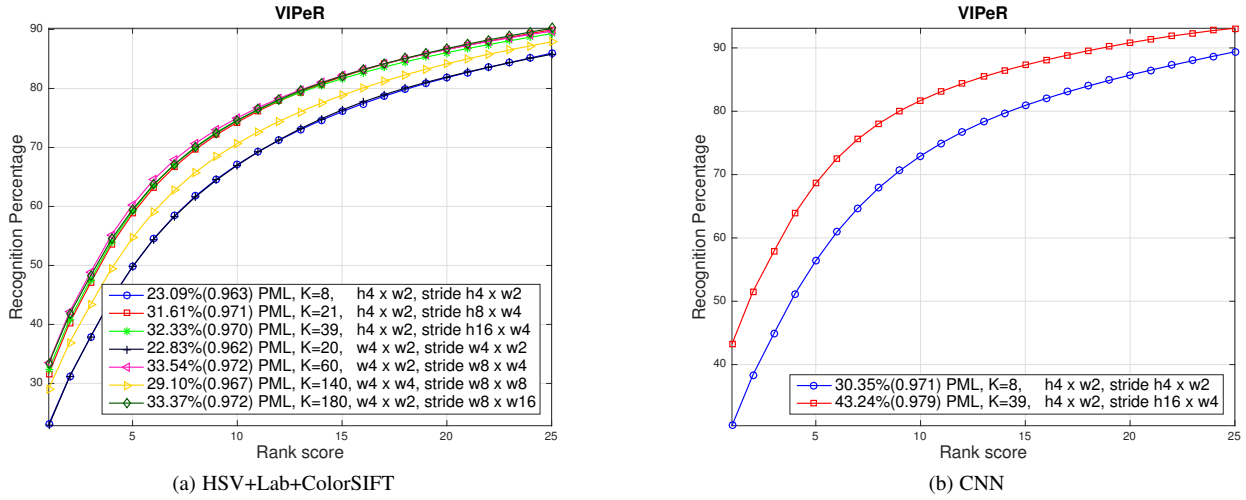 VIPeR
Recognition Percentage
90
80
70
60
50
40
30
23.09%(0.963) PML, K=8, h4 x w2, stride h4 x w2
31.61%(0.971) PML, K=21, h4 x w2, stride h8 x w4
32.33%(0.970) PML, K=39, h4 x w2, stride h16 x w4
22.83%(0.962) PML, K=20, w4 x w2, stride w4 x w2
33.54%(0.972) PML, K=60, w4 x w2, stride w8 x w4
29.10%(0.967) PML, K=140, w4 x w4, stride w8 x w8
33.37%(0.972) PML, K=180, w4 x w2, stride w8 x w16
5 10 15 20 25
Rank score
(a) HSV+Lab+ColorSIFT
VIPeR
Recognition Percentage
90
80
70
60
50
40
30.35%(0.971) PML, K=8, h4 x w2, stride h4 x w2
43.24%(0.979) PML, K=39, h4 x w2, stride h16 x w4
5 10 15 20 25
Rank score
(b) CNN